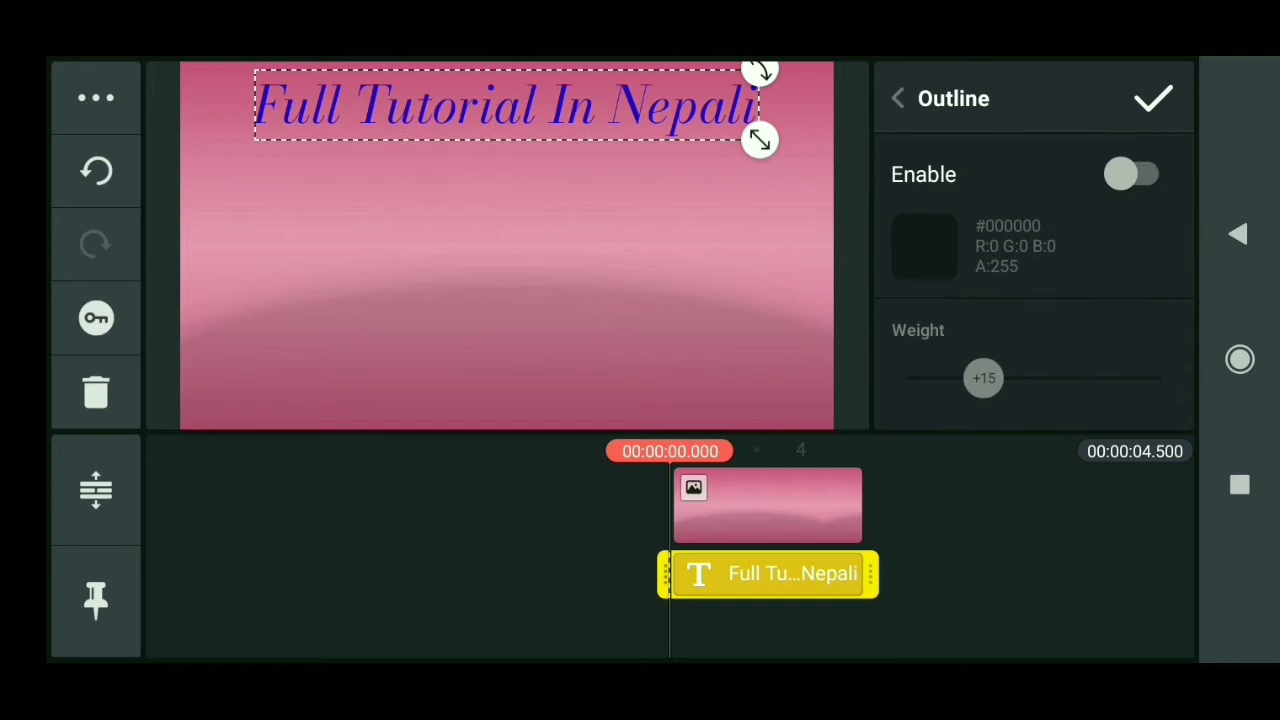 Full Tutorial In Nepali
Outline
Enable
#000000
R:0 G:0 B:0
A:255
Weight
+15
00:00:00.000
4
00:00:04.500
T Full Tu...Nepali